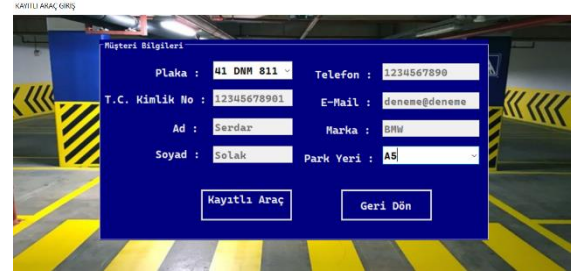 KAYITLI ARAÇ GİRİŞ
Müşteri Bilgileri
Plaka : 41 DNM 811
Telefon : 1234567890
T.C. Kimlik No : 12345678901
E-Mail : deneme@deneme
Ad : Serdar
Marka : BMW
Soyad : Solak
Park Yeri : A5
Kayıtlı Araç
Geri Dön